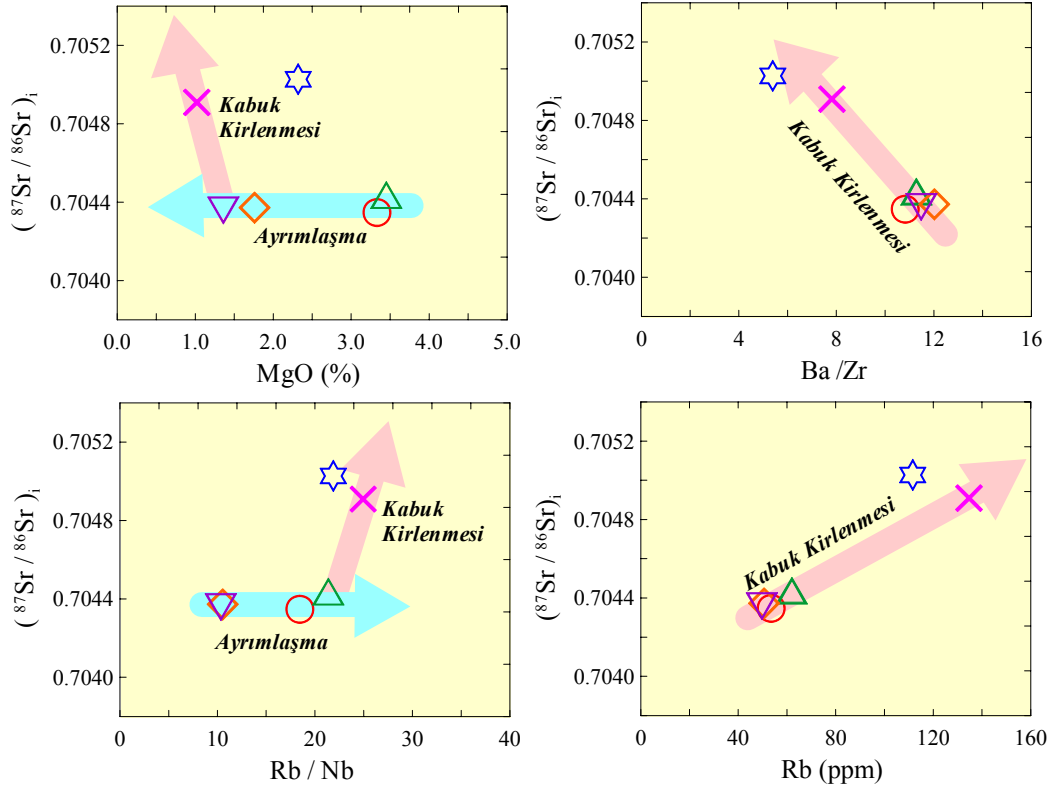 0.7052
0.7048
0.7044
0.7040
(⁸⁷Sr / ⁸⁶Sr)ᵢ
Kabuk
Kirlenmesi
Ayrımlaşma
0.0 1.0 2.0 3.0 4.0 5.0
MgO (%)
0.7052
0.7048
0.7044
0.7040
(⁸⁷Sr / ⁸⁶Sr)ᵢ
Kabuk Kirlenmesi
0 4 8 12 16
Ba /Zr
0.7052
0.7048
0.7044
0.7040
(⁸⁷Sr / ⁸⁶Sr)ᵢ
Kabuk
Kirlenmesi
Ayrımlaşma
0 10 20 30 40
Rb / Nb
0.7052
0.7048
0.7044
0.7040
(⁸⁷Sr / ⁸⁶Sr)ᵢ
Kabuk Kirlenmesi
0 40 80 120 160
Rb (ppm)